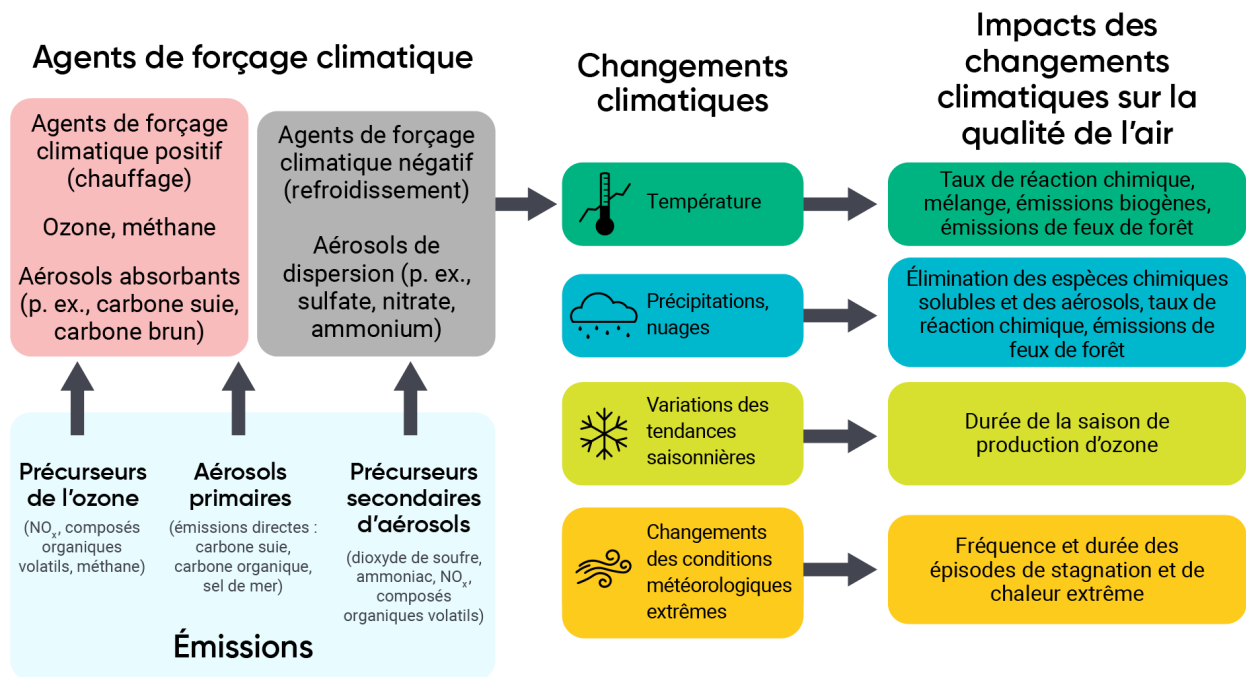 Agents de forçage climatique
Agents de forçage
climatique positif
(chauffage)
Ozone, méthane
Aérosols absorbants
(p. ex., carbone suie,
carbone brun)
Agents de forçage
climatique négatif
(refroidissement)
Aérosols de
dispersion (p. ex.,
sulfate, nitrate,
ammonium)
Précurseurs
de l'ozone
(NOₓ, composés
organiques
volatils, méthane)
Aérosols
primaires
(émissions directes :
carbone suie,
carbone organique,
sel de mer)
Précurseurs
secondaires
d'aérosols
(dioxyde de soufre,
ammoniac, NOₓ,
composés
organiques volatils)
Émissions
Changements
climatiques
Température
Précipitations,
nuages
Variations des
tendances
saisonnières
Changements
des conditions
météorologiques
extrêmes
Impacts des
changements
climatiques sur la
qualité de l'air
Taux de réaction chimique,
mélange, émissions biogènes,
émissions de feux de forêt
Élimination des espèces chimiques
solubles et des aérosols, taux de
réaction chimique, émissions de
feux de forêt
Durée de la saison de
production d'ozone
Fréquence et durée des
épisodes de stagnation et de
chaleur extrême